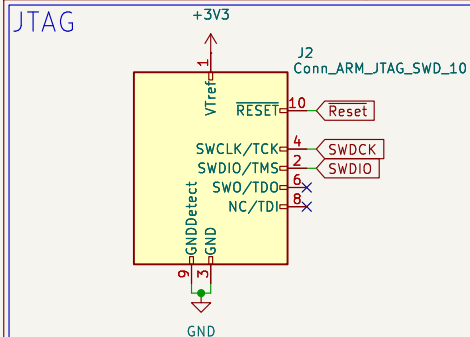 JTAG
+3V3
J2
Conn_ARM_JTAG_SWD_10
1
VTref
RESET 10 Reset
SWCLK/TCK 4 SWDCK
SWDIO/TMS 2 SWDIO
SWO/TDO 6
NC/TDI 8
GNDDetect
GND
9
3
GND